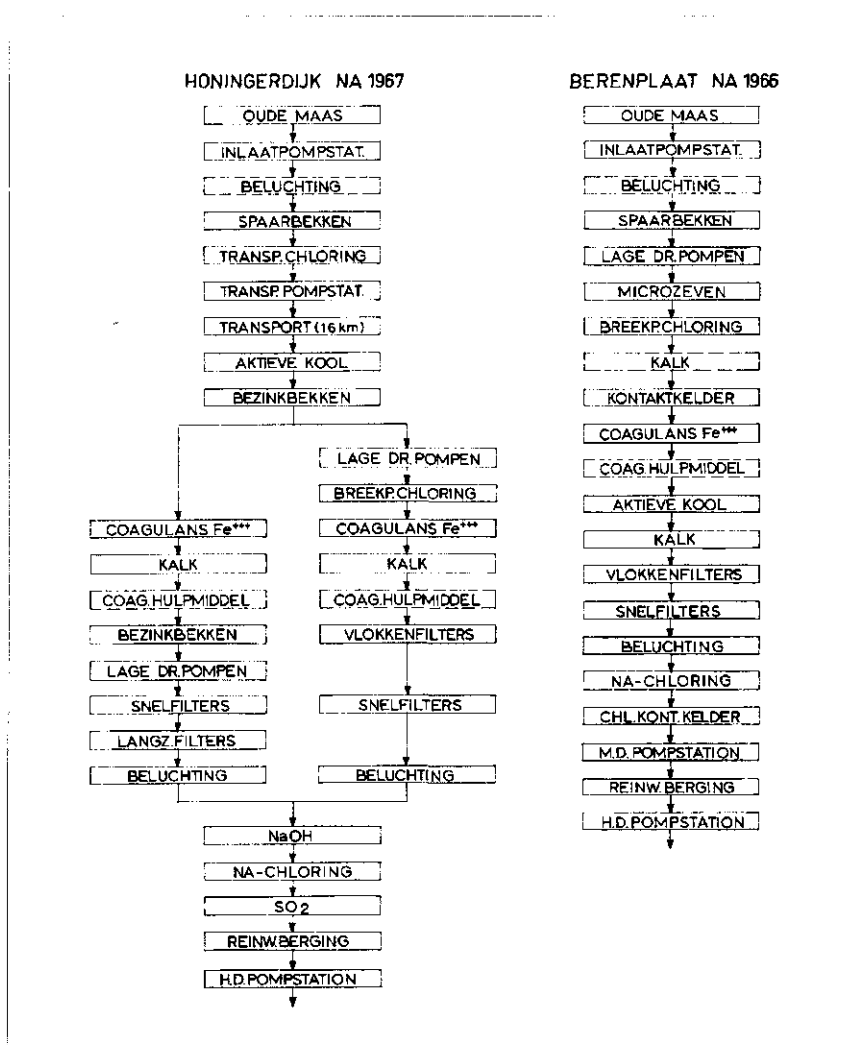 HONINGERDIJK NA 1967
OUDE MAAS
INLAATPOMPSTAT.
BELUCHTING
SPAARBEKKEN
TRANSP.CHLORING
TRANSP.POMPSTAT.
TRANSPORT (16 km)
AKTIEVE KOOL
BEZINKBEKKEN
COAGULANS Fe+++
KALK
COAG.HULPMIDDEL
BEZINKBEKKEN
LAGE DR.POMPEN
SNELFILTERS
LANGZ.FILTERS
BELUCHTING
LAGE DR.POMPEN
BREEKP.CHLORING
COAGULANS Fe+++
KALK
COAG.HULPMIDDEL
VLOKKENFILTERS
SNELFILTERS
BELUCHTING
NaOH
NA-CHLORING
SO2
REINW.BERGING
H.D.POMPSTATION
BERENPLAAT NA 1966
OUDE MAAS
INLAATPOMPSTAT.
BELUCHTING
SPAARBEKKEN
LAGE DR.POMPEN
MICROZEVEN
BREEKP.CHLORING
KALK
KONTAKTKELDER
COAGULANS Fe+++
COAG.HULPMIDDEL
AKTIEVE KOOL
KALK
VLOKKENFILTERS
SNELFILTERS
BELUCHTING
NA-CHLORING
CHL.KONT.KELDER
M.D.POMPSTATION
REINW.BERGING
H.D.POMPSTATION